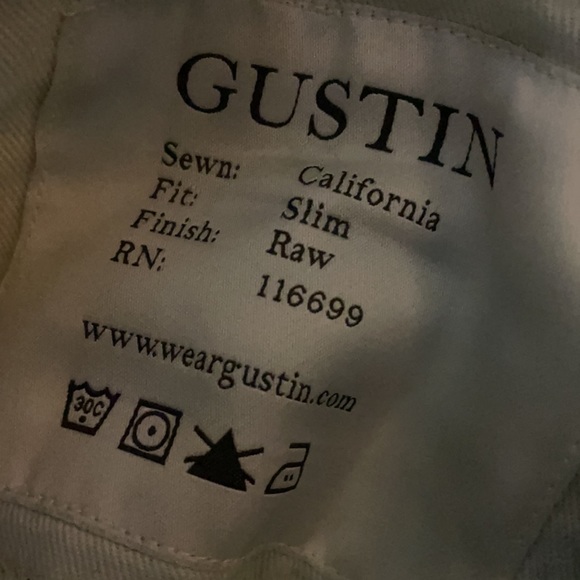 GUSTIN
Sewn: California
Fit: Slim
Finish: Raw
RN: 116699
www.weargustin.com
30C